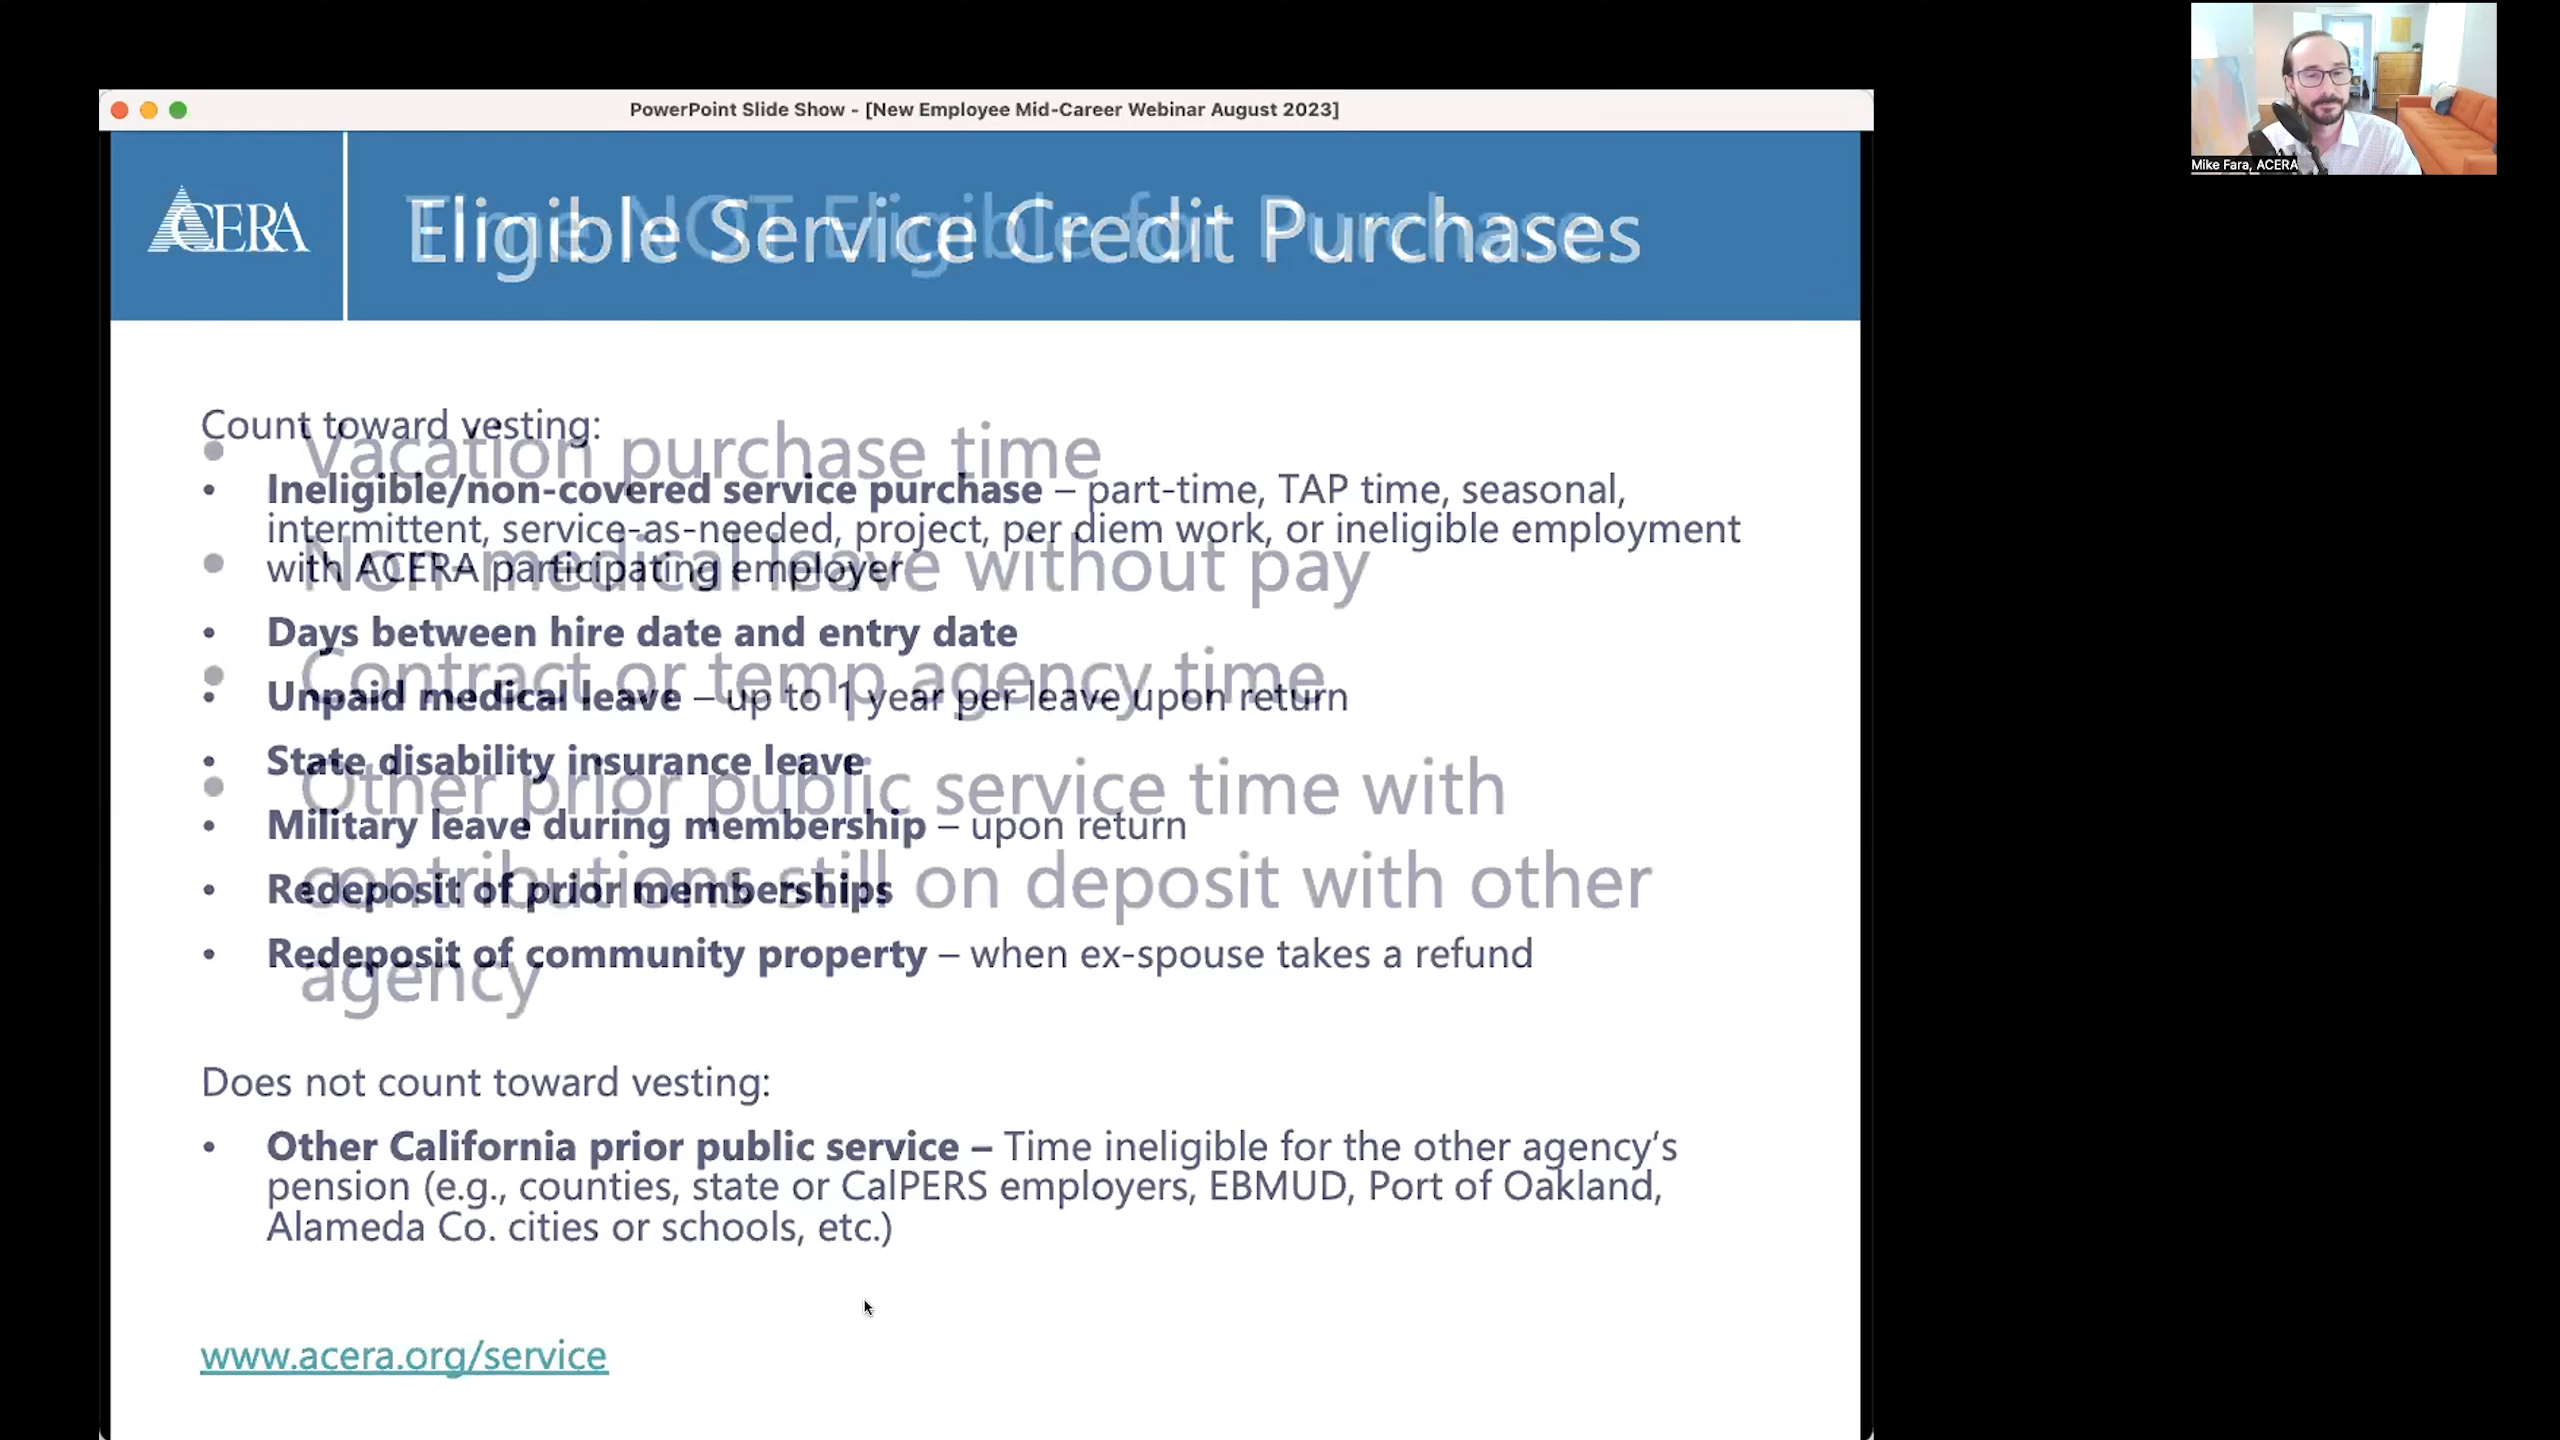 PowerPoint Slide Show - [New Employee Mid-Career Webinar August 2023]
Mike Fara, ACERA
ACERA
Eligible Service Credit Purchases
Time NOT Eligible for Purchase
Count toward vesting:
• Ineligible/non-covered service purchase – part-time, TAP time, seasonal,
intermittent, service-as-needed, project, per diem work, or ineligible employment
with ACERA participating employer
• Days between hire date and entry date
• Unpaid medical leave – up to 1 year per leave upon return
• State disability insurance leave
• Military leave during membership – upon return
• Redeposit of prior memberships
• Redeposit of community property – when ex-spouse takes a refund
Does not count toward vesting:
• Other California prior public service – Time ineligible for the other agency's
pension (e.g., counties, state or CalPERS employers, EBMUD, Port of Oakland,
Alameda Co. cities or schools, etc.)
www.acera.org/service
• Vacation purchase time
• Non-medical leave without pay
• Contract or temp agency time
• Other prior public service time with
contributions still on deposit with other
agency